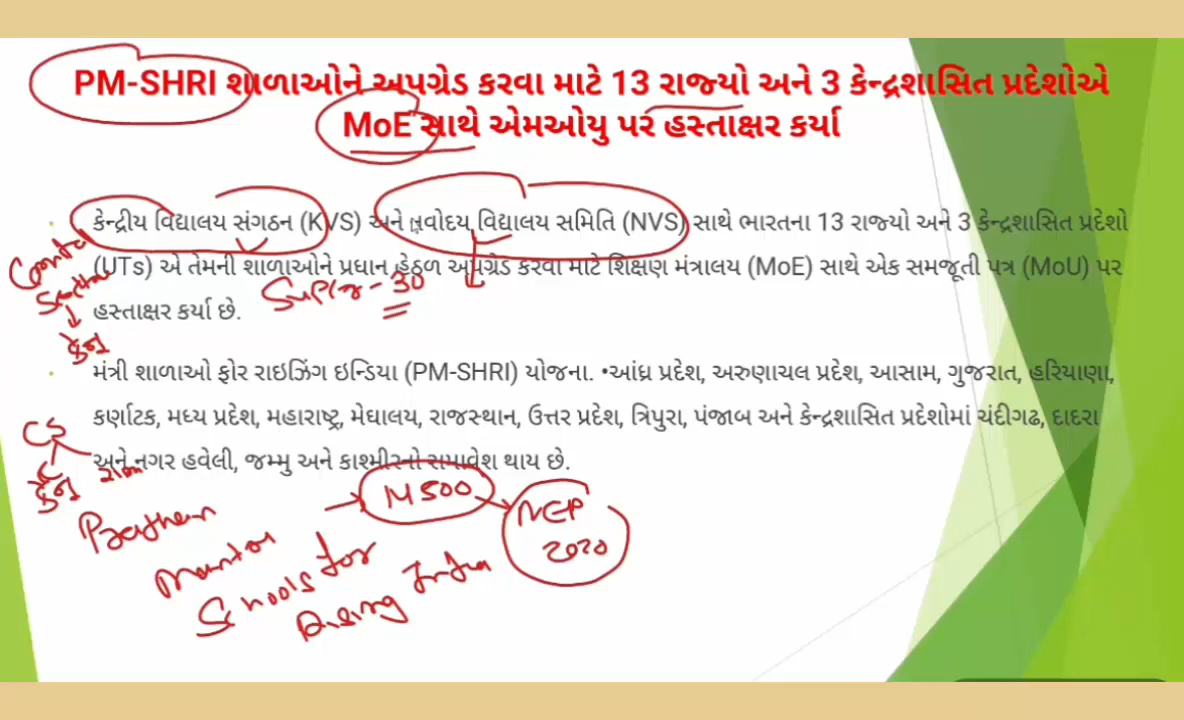 PM-SHRI શાળાઓને અપગ્રેડ કરવા માટે 13 રાજ્યો અને 3 કેન્દ્રશાસિત પ્રદેશોએ
MoE સાથે એમઓયુ પર હસ્તાક્ષર કર્યા
કેન્દ્રીય વિદ્યાલય સંગઠન (KVS) અને નવોદય વિદ્યાલય સમિતિ (NVS) સાથે ભારતના 13 રાજ્યો અને 3 કેન્દ્રશાસિત પ્રદેશો
(UTs) એ તેમની શાળાઓને પ્રધાન હેઠળ અપગ્રેડ કરવા માટે શિક્ષણ મંત્રાલય (MoE) સાથે એક સમજૂતી પત્ર (MoU) પર
Super-30
હસ્તાક્ષર કર્યા છે.
મંત્રી શાળાઓ ફોર રાઇઝિંગ ઇન્ડિયા (PM-SHRI) યોજના. •આંધ્ર પ્રદેશ, અરુણાચલ પ્રદેશ, આસામ, ગુજરાત, હરિયાણા,
કર્ણાટક, મધ્ય પ્રદેશ, મહારાષ્ટ્ર, મેઘાલય, રાજસ્થાન, ઉત્તર પ્રદેશ, ત્રિપુરા, પંજાબ અને કેન્દ્રશાસિત પ્રદેશોમાં ચંદીગઢ, દાદરા
CS
અને નગર હવેલી, જમ્મુ અને કાશ્મીરનો સમાવેશ થાય છે.
14500
NEP
2020
Schools for
Rising India